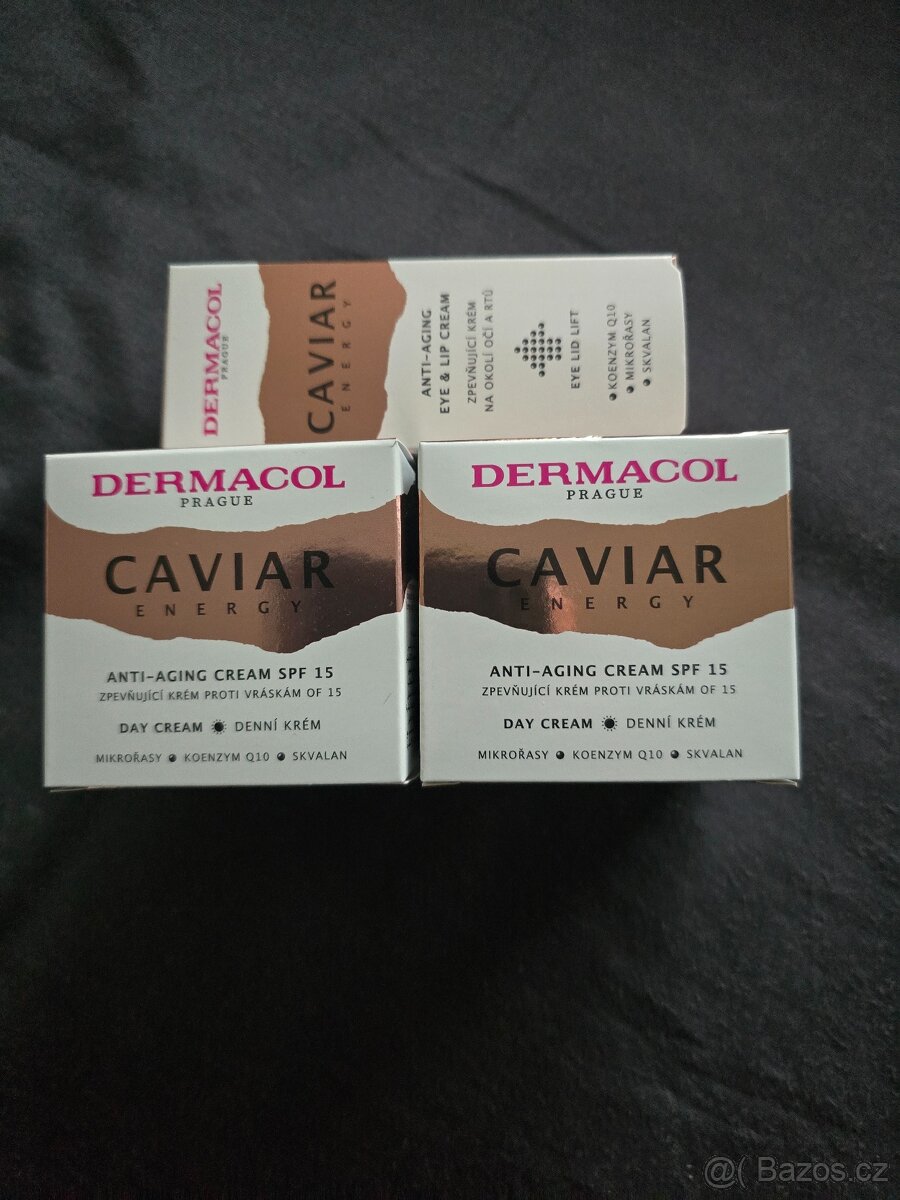 DERMACOL
PRAGUE
CAVIAR
ENERGY
ANTI-AGING
EYE & LIP CREAM
ZPEVŇUJÍCÍ KRÉM
NA OKOLÍ OČÍ A RTŮ
EYE LID LIFT
KOENZYM Q10
MIKROŘASY
SKVALAN
DERMACOL
PRAGUE
CAVIAR
ENERGY
ANTI-AGING CREAM SPF 15
ZPEVŇUJÍCÍ KRÉM PROTI VRÁSKÁM OF 15
DAY CREAM DENNÍ KRÉM
MIKROŘASY KOENZYM Q10 SKVALAN
DERMACOL
PRAGUE
CAVIAR
ENERGY
ANTI-AGING CREAM SPF 15
ZPEVŇUJÍCÍ KRÉM PROTI VRÁSKÁM OF 15
DAY CREAM DENNÍ KRÉM
MIKROŘASY KOENZYM Q10 SKVALAN
@( Bazos.cz